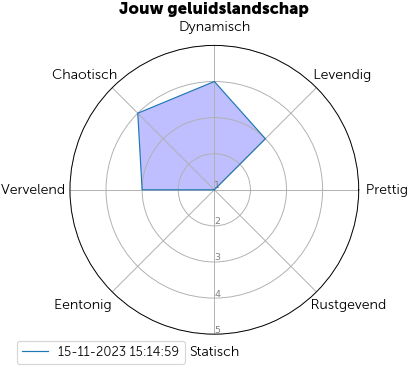 Jouw geluidslandschap
Dynamisch
Chaotisch
Levendig
Vervelend
1
Prettig
2
3
4
Eentonig
Rustgevend
5
15-11-2023 15:14:59
Statisch